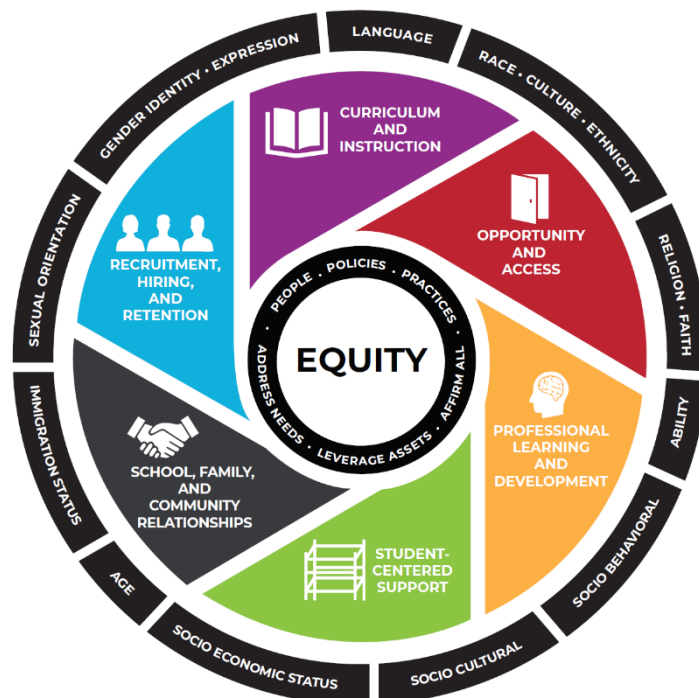 LANGUAGE
RACE • CULTURE • ETHNICITY
RELIGION • FAITH
ABILITY
SOCIO BEHAVIORAL
SOCIO CULTURAL
SOCIO ECONOMIC STATUS
AGE
IMMIGRATION STATUS
SEXUAL ORIENTATION
GENDER IDENTITY • EXPRESSION
CURRICULUM
AND
INSTRUCTION
OPPORTUNITY
AND
ACCESS
PROFESSIONAL
LEARNING
AND
DEVELOPMENT
STUDENT-
CENTERED
SUPPORT
SCHOOL, FAMILY,
AND
COMMUNITY
RELATIONSHIPS
RECRUITMENT,
HIRING,
AND
RETENTION
• PEOPLE • POLICIES • PRACTICES •
ADDRESS NEEDS • LEVERAGE ASSETS • AFFIRM ALL
EQUITY